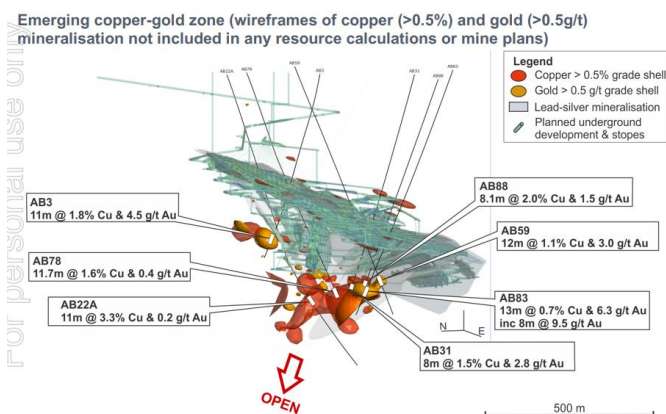 Emerging copper-gold zone (wireframes of copper (>0.5%) and gold (>0.5g/t)
mineralisation not included in any resource calculations or mine plans)
For personal use only
Legend
Copper > 0.5% grade shell
Gold > 0.5 g/t grade shell
Lead-silver mineralisation
Planned underground
development & stopes
AB22A
AB78
AB59
AB3
AB31
AB88
AB83
AB3
11m @ 1.8% Cu & 4.5 g/t Au
AB78
11.7m @ 1.6% Cu & 0.4 g/t Au
AB22A
11m @ 3.3% Cu & 0.2 g/t Au
AB88
8.1m @ 2.0% Cu & 1.5 g/t Au
AB59
12m @ 1.1% Cu & 3.0 g/t Au
AB83
13m @ 0.7% Cu & 6.3 g/t Au
inc 8m @ 9.5 g/t Au
AB31
8m @ 1.5% Cu & 2.8 g/t Au
N
E
OPEN
500 m